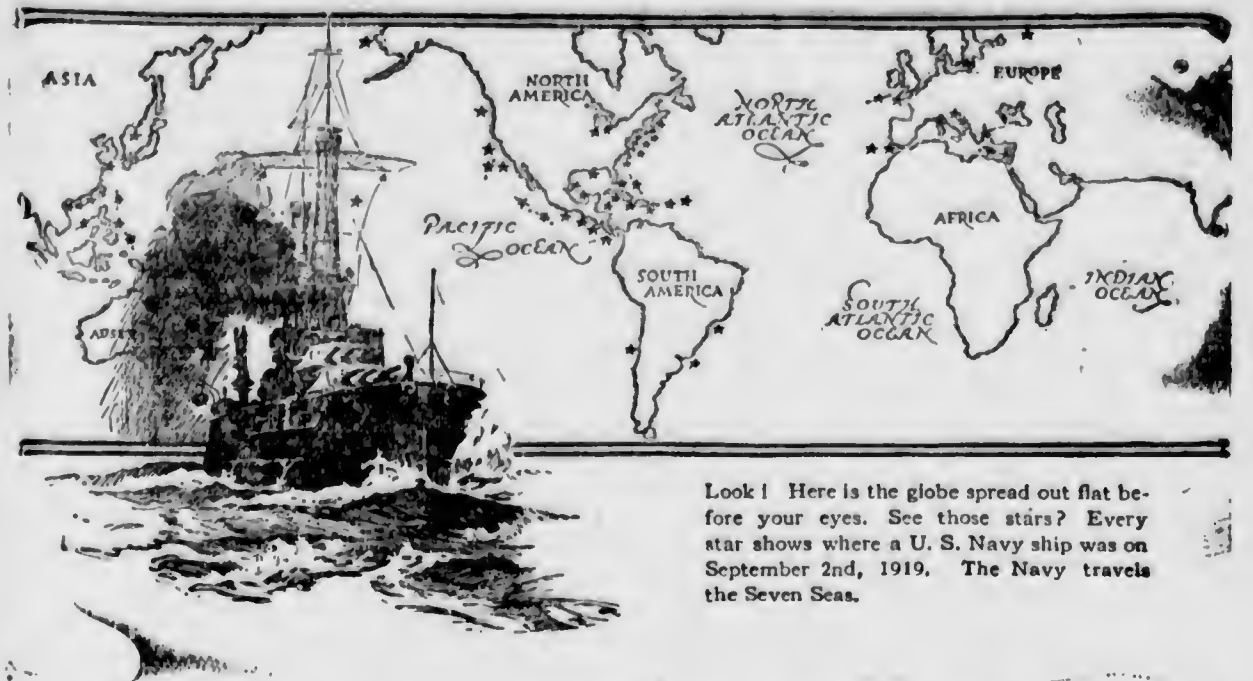 ASIA
NORTH
AMERICA
NORTH
ATLANTIC
OCEAN
EUROPE
PACIFIC
OCEAN
AFRICA
SOUTH
AMERICA
SOUTH
ATLANTIC
OCEAN
INDIAN
OCEAN
Look! Here is the globe spread out flat be-
fore your eyes. See those stars? Every
star shows where a U. S. Navy ship was on
September 2nd, 1919. The Navy travels
the Seven Seas.